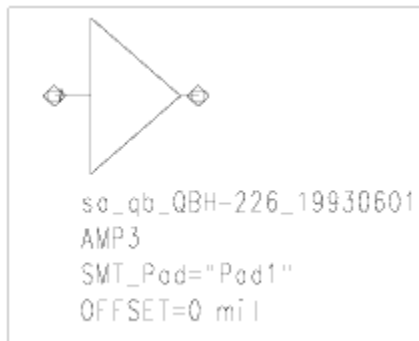 sa_qb_QBH-226_19930601
AMP3
SMT_Pad="Pad1"
OFFSET=0 mil